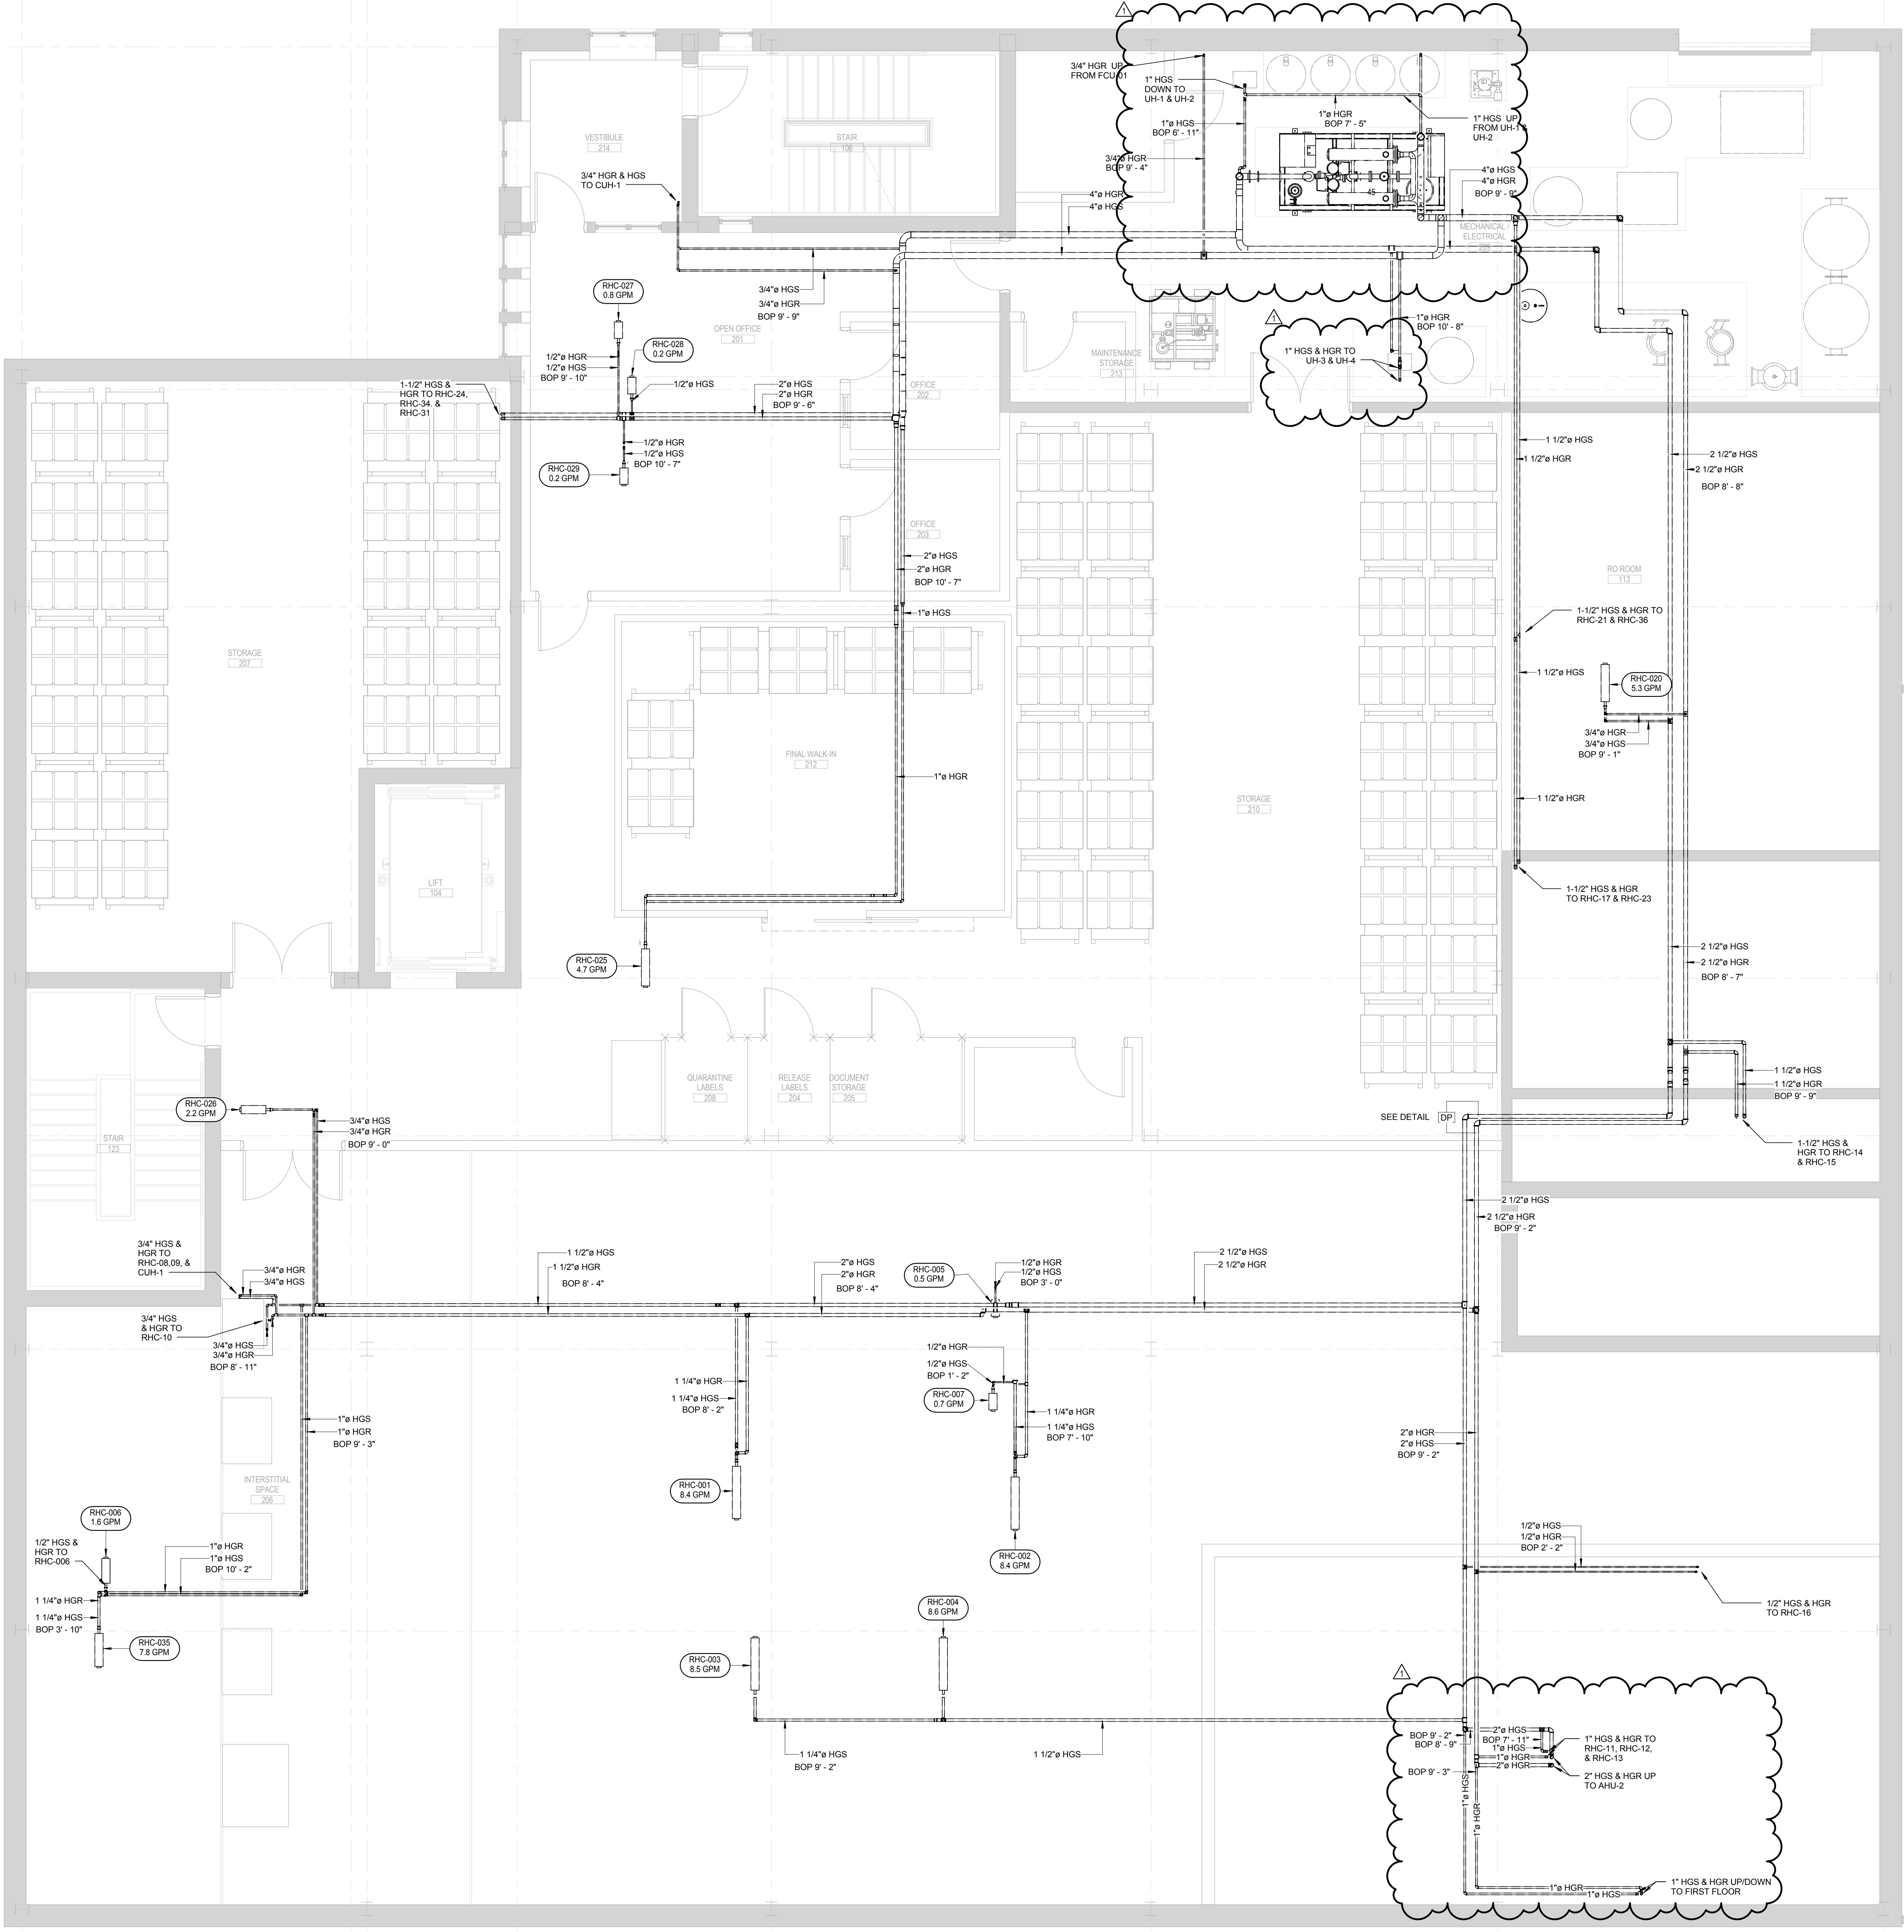 1
3/4" HGR UP
FROM FCU-01
1" HGS
DOWN TO
UH-1 & UH-2
1"ø HGS
BOP 6' - 11"
3/4"ø HGR
BOP 9' - 4"
1"ø HGR
BOP 7' - 5"
1" HGS UP
FROM UH-1 &
UH-2
4"ø HGS
4"ø HGR
BOP 9' - 9"
45
MECHANICAL /
ELECTRICAL
4"ø HGR
4"ø HGS
VESTIBULE
214
STAIR
106
3/4" HGR & HGS
TO CUH-1
3/4"ø HGS
3/4"ø HGR
BOP 9' - 9"
OPEN OFFICE
201
RHC-027
0.8 GPM
RHC-028
0.2 GPM
1/2"ø HGR
1/2"ø HGS
BOP 9' - 10"
1/2"ø HGS
2"ø HGS
2"ø HGR
BOP 9' - 6"
1-1/2" HGS &
HGR TO RHC-24,
RHC-34. &
RHC-31
1/2"ø HGR
1/2"ø HGS
BOP 10' - 7"
RHC-029
0.2 GPM
OFFICE
202
OFFICE
203
MAINTENANCE
STORAGE
213
1
1"ø HGR
BOP 10' - 8"
1" HGS & HGR TO
UH-3 & UH-4
1 1/2"ø HGS
1 1/2"ø HGR
2 1/2"ø HGS
2 1/2"ø HGR
BOP 8' - 8"
2"ø HGS
2"ø HGR
BOP 10' - 7"
1"ø HGS
RO ROOM
113
1-1/2" HGS & HGR TO
RHC-21 & RHC-36
STORAGE
207
1 1/2"ø HGS
RHC-020
5.3 GPM
3/4"ø HGR
3/4"ø HGS
BOP 9' - 1"
FINAL WALK-IN
212
1"ø HGR
STORAGE
210
1 1/2"ø HGR
LIFT
104
1-1/2" HGS & HGR
TO RHC-17 & RHC-23
RHC-025
4.7 GPM
2 1/2"ø HGS
2 1/2"ø HGR
BOP 8' - 7"
QUARANTINE
LABELS
208
RELEASE
LABELS
204
DOCUMENT
STORAGE
205
1 1/2"ø HGS
1 1/2"ø HGR
BOP 9' - 9"
RHC-026
2.2 GPM
3/4"ø HGS
3/4"ø HGR
BOP 9' - 0"
STAIR
123
SEE DETAIL DP
1-1/2" HGS &
HGR TO RHC-14
& RHC-15
2 1/2"ø HGS
2 1/2"ø HGR
BOP 9' - 2"
3/4" HGS &
HGR TO
RHC-08,09, &
CUH-1
3/4"ø HGR
3/4"ø HGS
1 1/2"ø HGS
1 1/2"ø HGR
BOP 8' - 4"
2"ø HGS
2"ø HGR
BOP 8' - 4"
RHC-005
0.5 GPM
1/2"ø HGR
1/2"ø HGS
BOP 3' - 0"
2 1/2"ø HGS
2 1/2"ø HGR
3/4" HGS
& HGR TO
RHC-10
3/4"ø HGS
3/4"ø HGR
BOP 8' - 11"
1/2"ø HGR
1/2"ø HGS
BOP 1' - 2"
RHC-007
0.7 GPM
1 1/4"ø HGR
1 1/4"ø HGS
BOP 8' - 2"
1 1/4"ø HGR
1 1/4"ø HGS
BOP 7' - 10"
1"ø HGS
1"ø HGR
BOP 9' - 3"
2"ø HGR
2"ø HGS
BOP 9' - 2"
INTERSTITIAL
SPACE
206
RHC-001
8.4 GPM
RHC-002
8.4 GPM
RHC-006
1.6 GPM
1/2" HGS &
HGR TO
RHC-006
1"ø HGR
1"ø HGS
BOP 10' - 2"
1/2"ø HGS
1/2"ø HGR
BOP 2' - 2"
1 1/4"ø HGR
1 1/4"ø HGS
BOP 3' - 10"
RHC-035
7.8 GPM
RHC-004
8.6 GPM
RHC-003
8.5 GPM
1/2" HGS & HGR
TO RHC-16
1
1 1/4"ø HGS
BOP 9' - 2"
1 1/2"ø HGS
BOP 9' - 2"
BOP 8' - 9"
2"ø HGS
BOP 7' - 11"
1"ø HGS
1"ø HGR
2"ø HGR
BOP 9' - 3"
1" HGS & HGR TO
RHC-11, RHC-12,
& RHC-13
2" HGS & HGR UP
TO AHU-2
1"ø HGS
1"ø HGR
1"ø HGR
1"ø HGS
1" HGS & HGR UP/DOWN
TO FIRST FLOOR